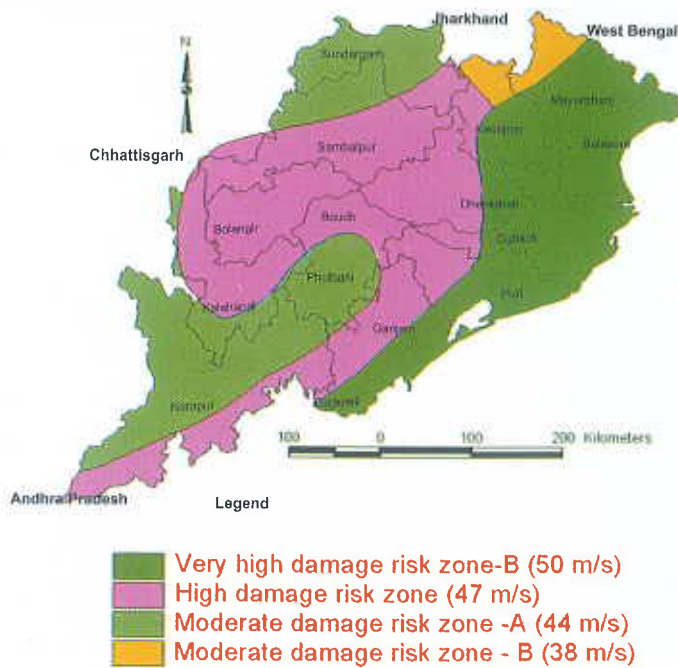 Jharkhand
West Bengal
N
Sundargarh
Mayurbhanj
Keonjhar
Balasore
Chhattisgarh
Sambalpur
Dhenkanal
Bolangir
Boudh
Cuttack
Phulbani
Puri
Kalahandi
Ganjam
Koraput
100 0 100 200 Kilometers
Andhra Pradesh
Legend
Very high damage risk zone-B (50 m/s)
High damage risk zone (47 m/s)
Moderate damage risk zone -A (44 m/s)
Moderate damage risk zone - B (38 m/s)